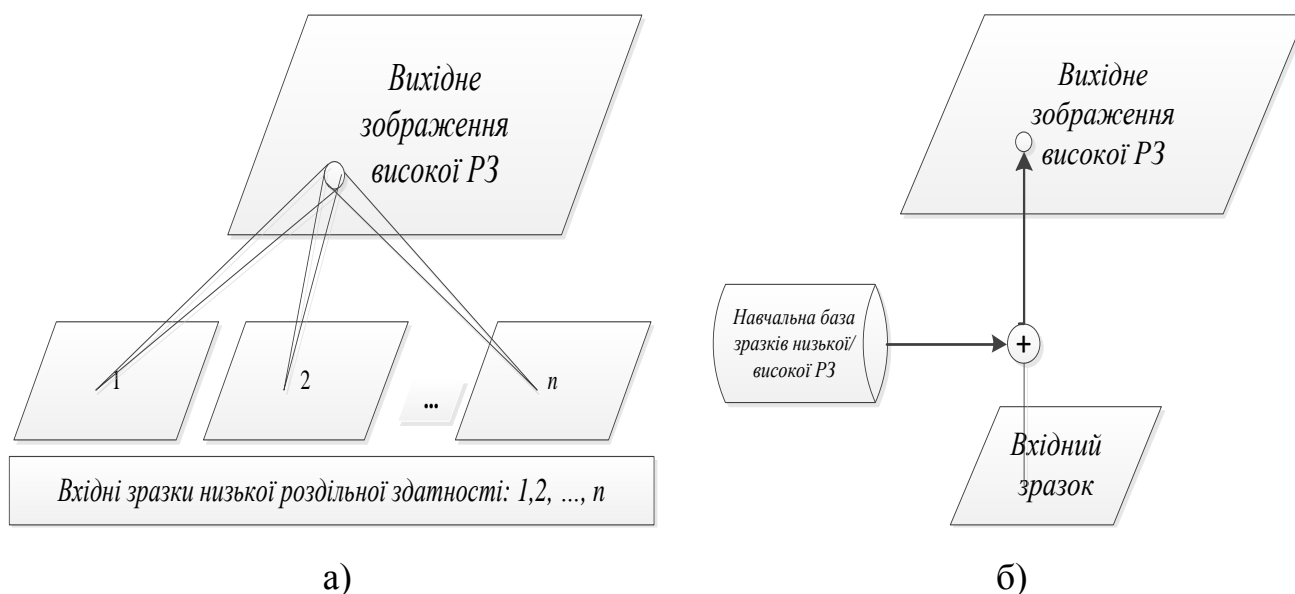 Вихідне
зображення
високої РЗ
1
2
...
n
Вхідні зразки низької роздільної здатності: 1,2, ..., n
а)
Вихідне
зображення
високої РЗ
Навчальна база
зразків низької/
високої РЗ
+
Вхідний
зразок
б)